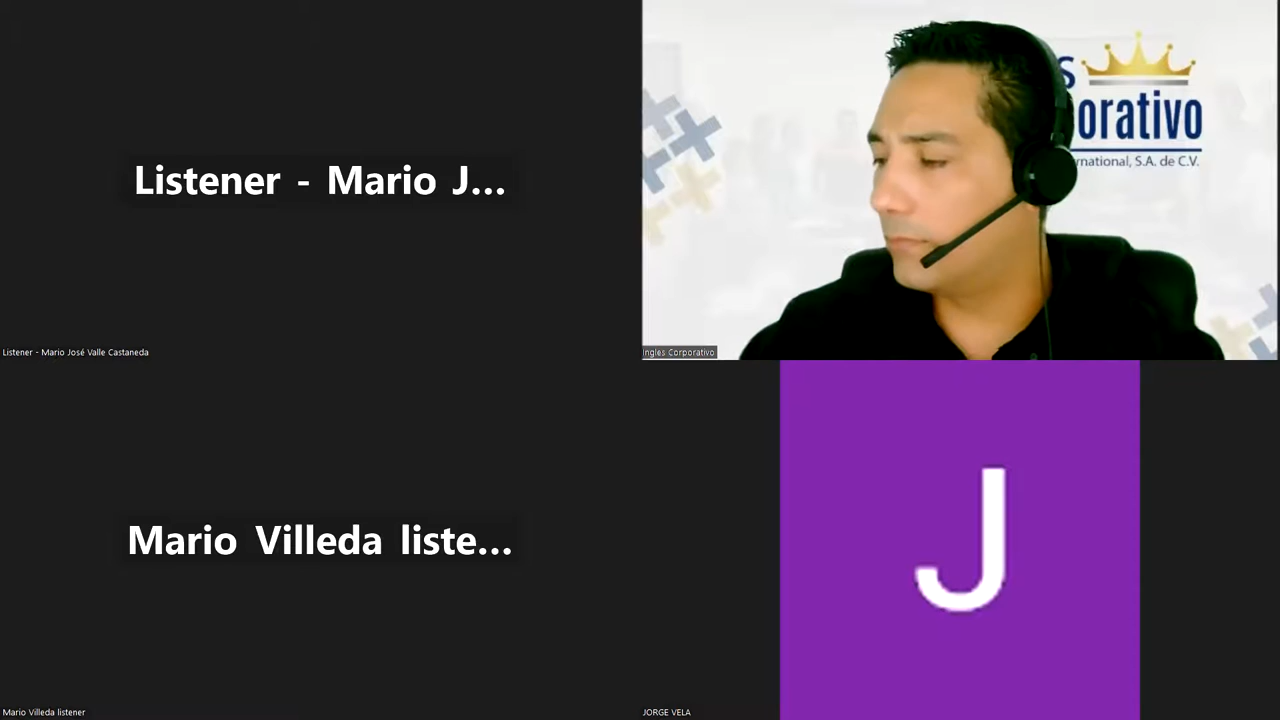 Listener - Mario J...
Listener - Mario José Valle Castaneda
S
orativo
rnational, S.A. de C.V.
Ingles Corporativo
Mario Villeda liste...
Mario Villeda listener
J
JORGE VELA